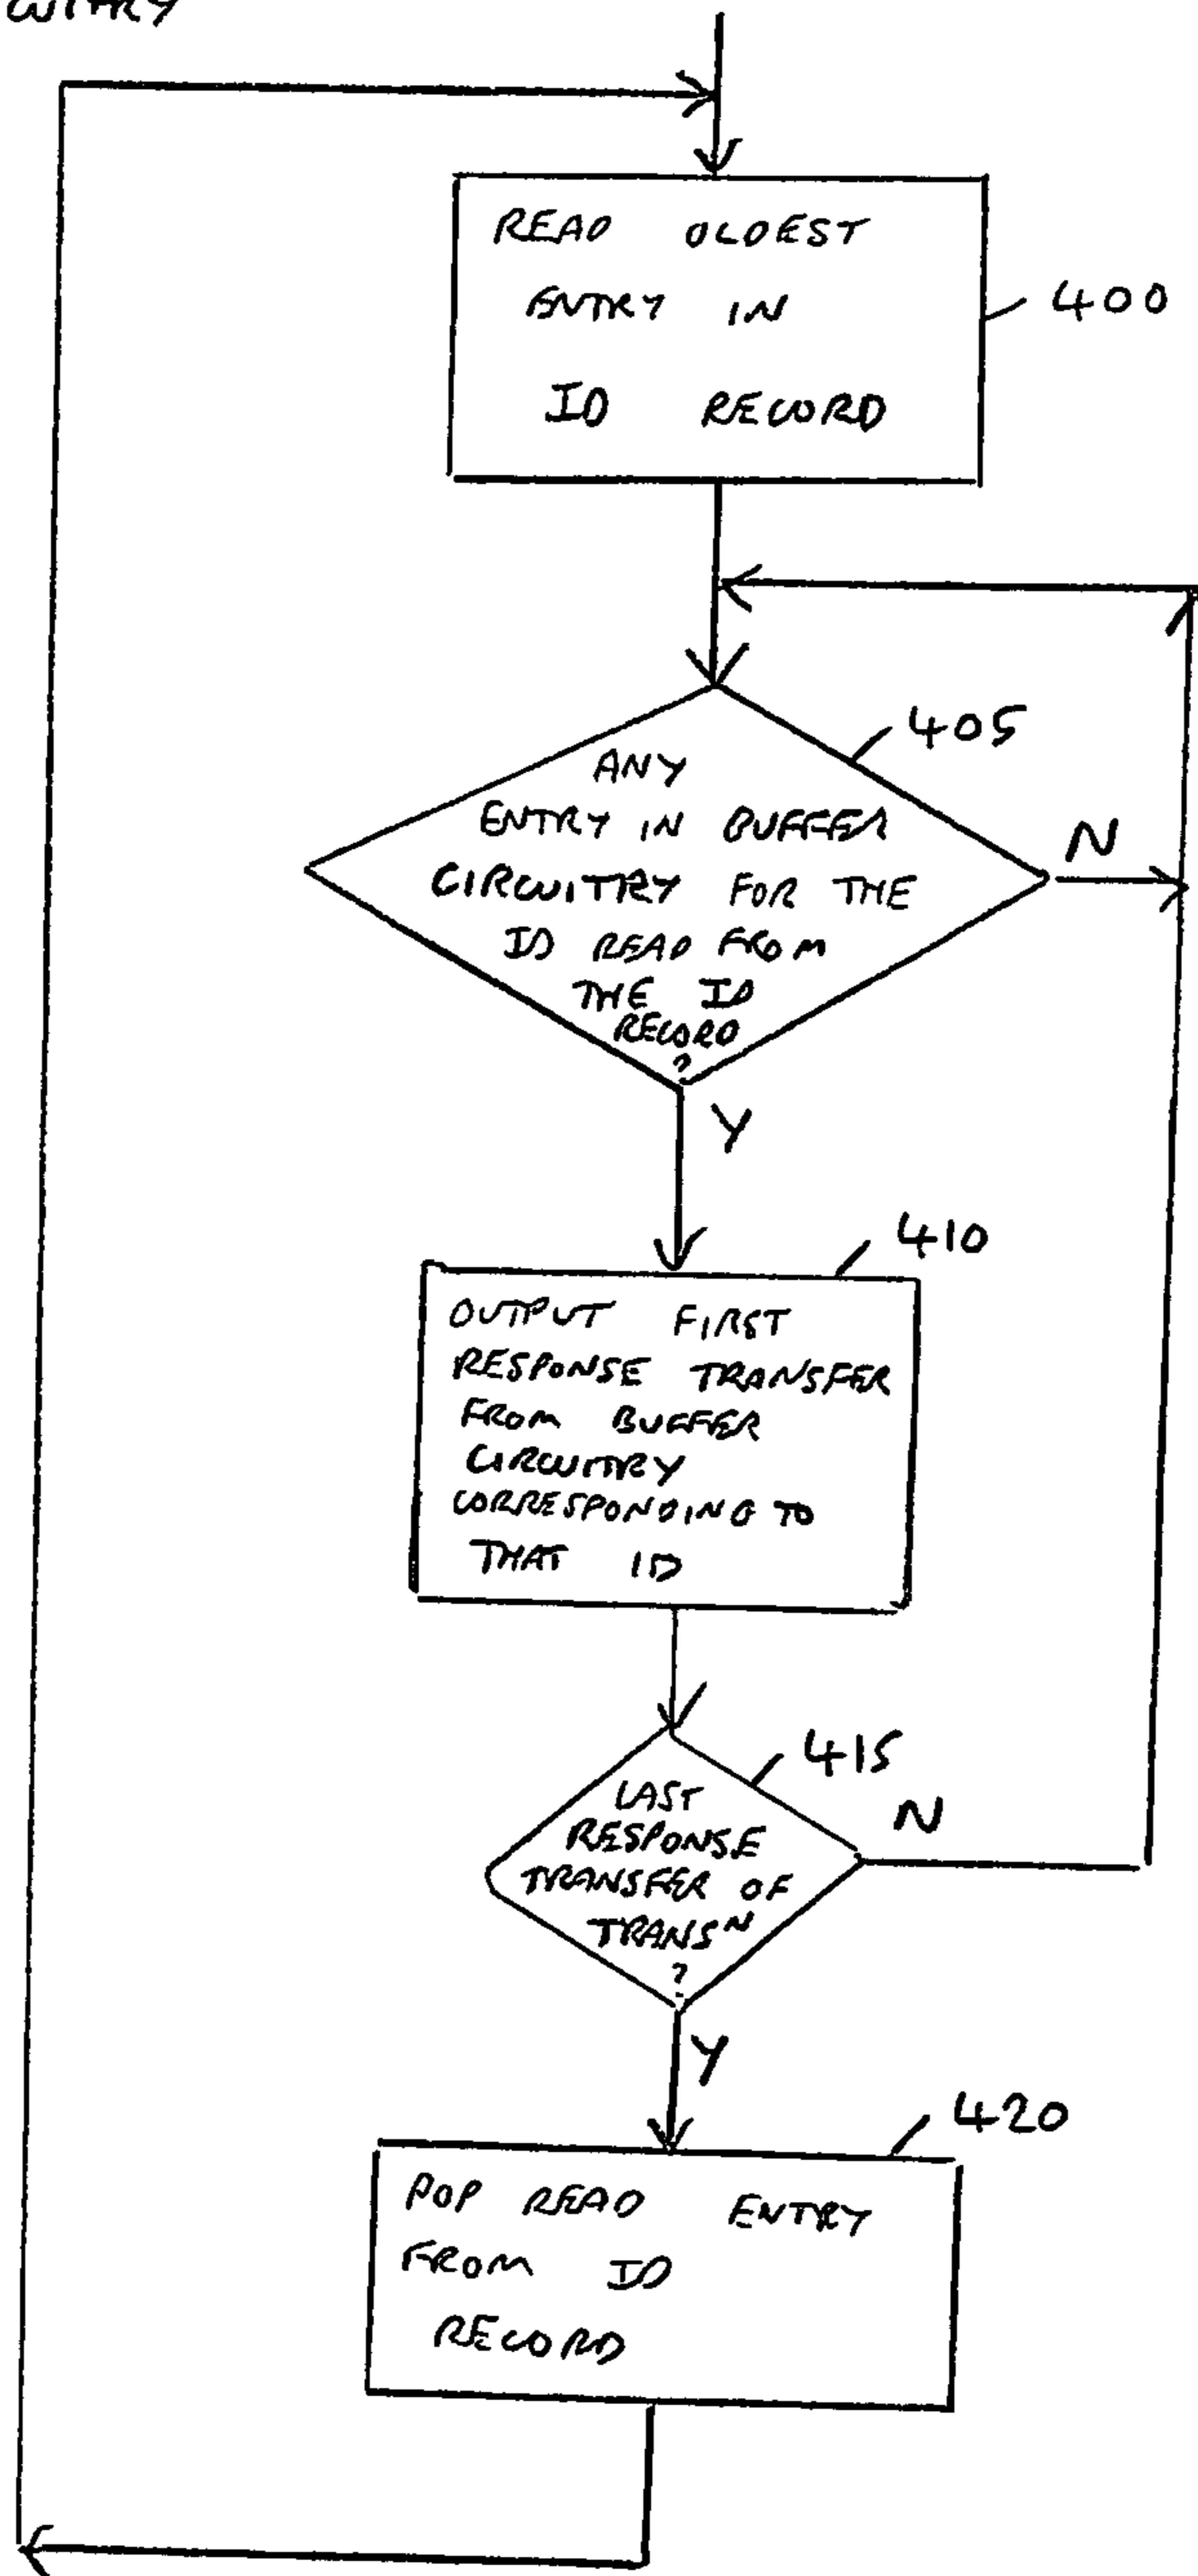 READ OLDEST
ENTRY IN
ID RECORD
400
405
ANY
ENTRY IN BUFFER
CIRCUITRY FOR THE
ID READ FROM
THE ID
RECORD
?
N
Y
410
OUTPUT FIRST
RESPONSE TRANSFER
FROM BUFFER
CIRCUITRY
CORRESPONDING TO
THAT ID
415
LAST
RESPONSE
TRANSFER OF
TRANSᴺ
?
N
Y
420
POP READ ENTRY
FROM ID
RECORD